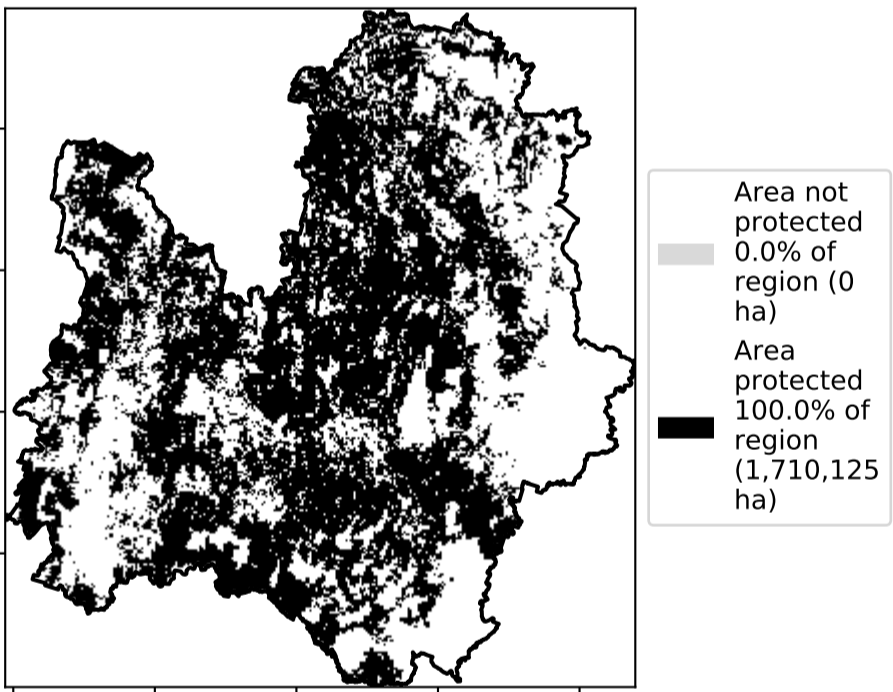 Area not
protected
0.0% of
region (0
ha)
Area
protected
100.0% of
region
(1,710,125
ha)